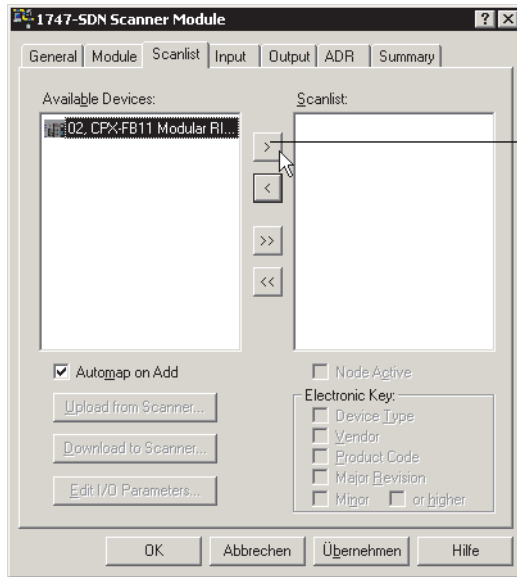 1747-SDN Scanner Module
General Module Scanlist Input Output ADR Summary
Available Devices:
02, CPX-FB11 Modular RI...
>
<
>>
<<
Scanlist:
Automap on Add
Upload from Scanner...
Download to Scanner...
Edit I/O Parameters...
Node Active
Electronic Key:
Device Type
Vendor
Product Code
Major Revision
Minor or higher
OK Abbrechen Übernehmen Hilfe